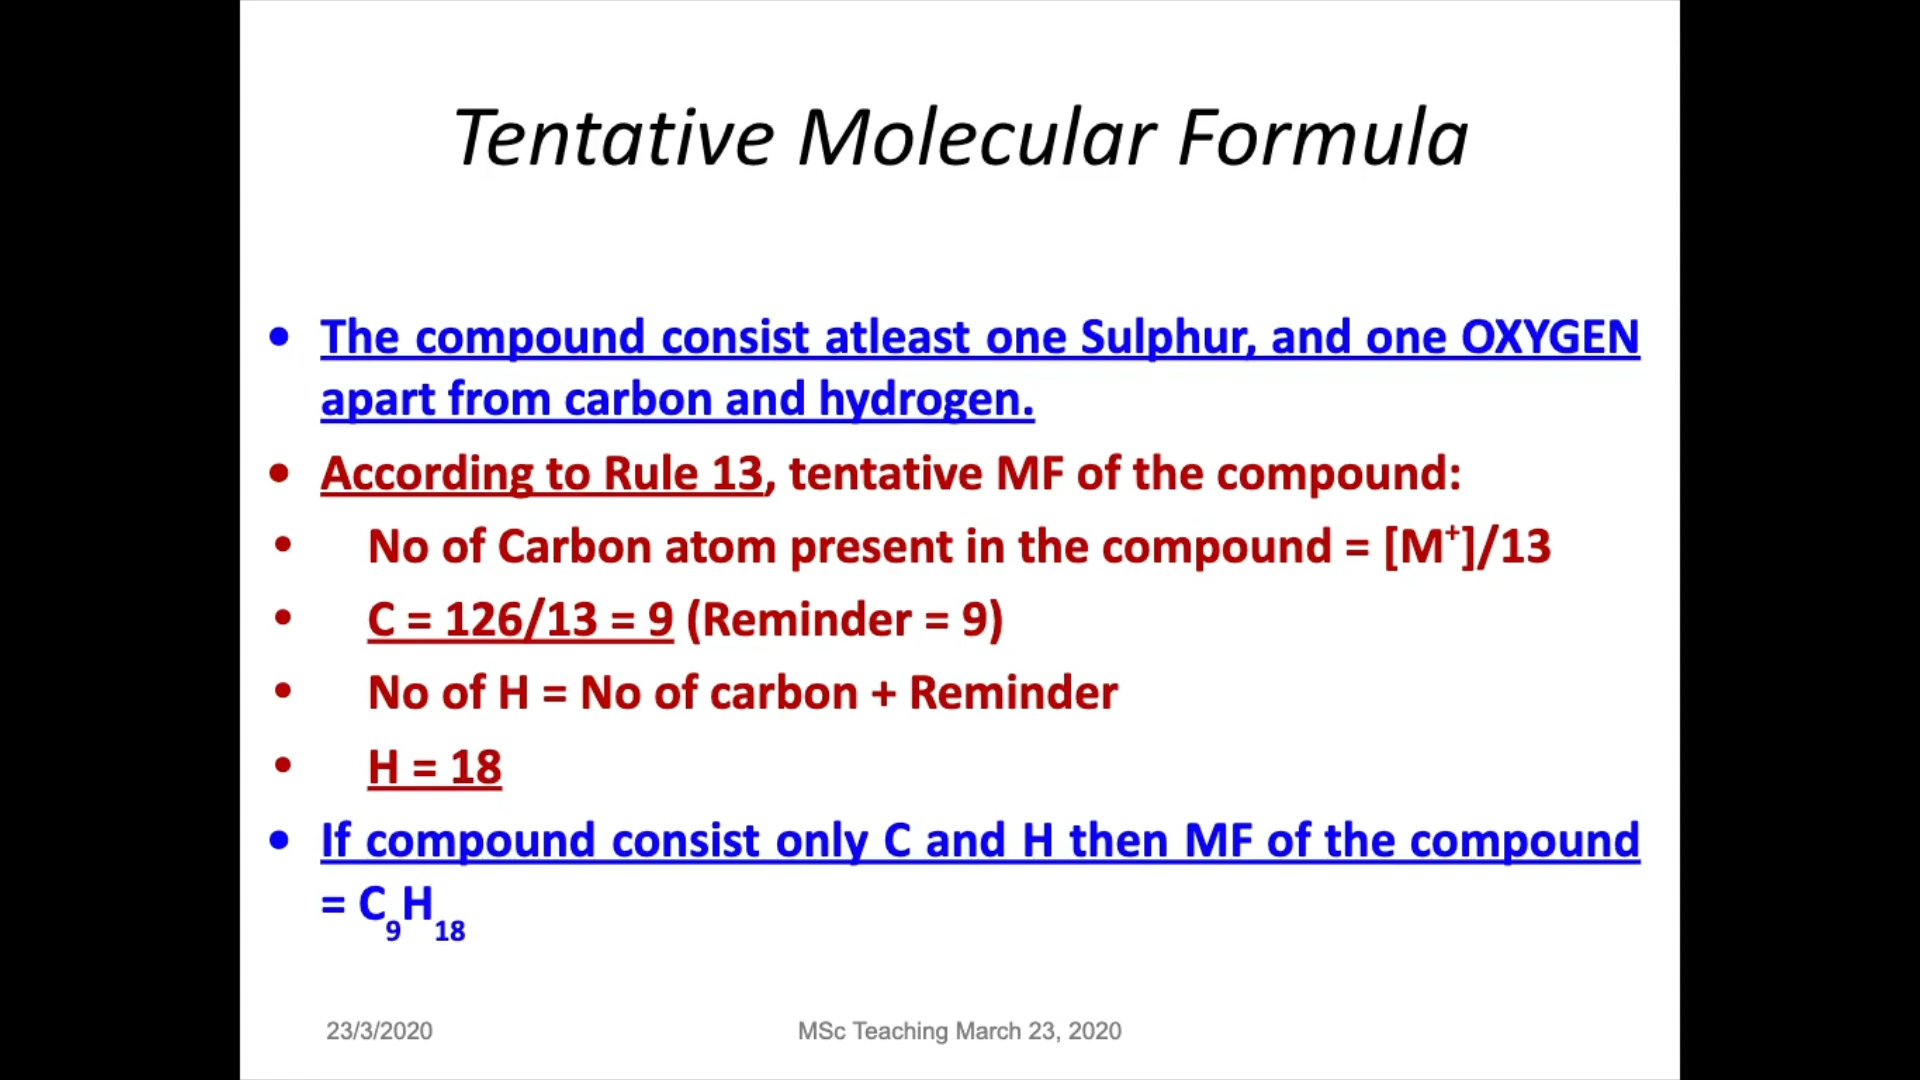 Tentative Molecular Formula
• The compound consist atleast one Sulphur, and one OXYGEN
apart from carbon and hydrogen.
• According to Rule 13, tentative MF of the compound:
• No of Carbon atom present in the compound = [M⁺]/13
• C = 126/13 = 9 (Reminder = 9)
• No of H = No of carbon + Reminder
• H = 18
• If compound consist only C and H then MF of the compound
= C₉H₁₈
23/3/2020 MSc Teaching March 23, 2020